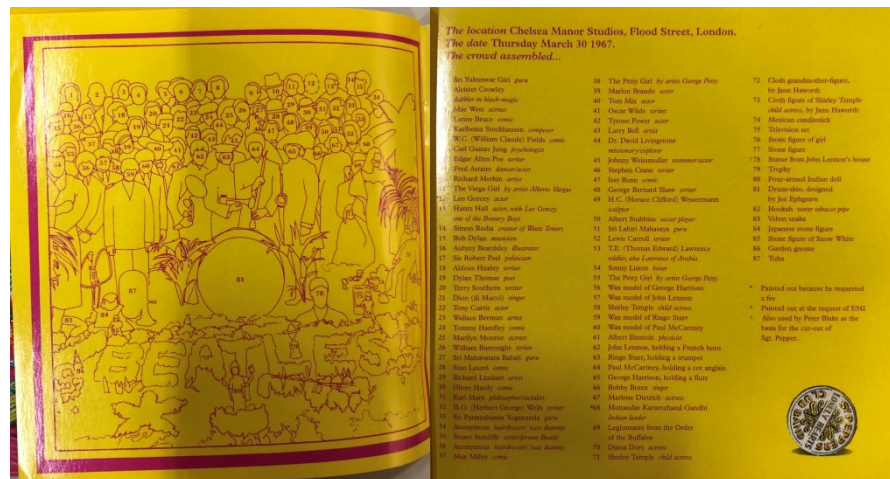 The location Chelsea Manor Studios, Flood Street, London.
The date Thursday March 30 1967.
The crowd assembled...
Sri Yukteswar Giri guru
Aleister Crowley
dabbler in black-magic
Mae West actress
Lenny Bruce comic
Karlheinz Stockhausen composer
W.C. (William Claude) Fields comic
Carl Gustav Jung psychologist
Edgar Allen Poe writer
Fred Astaire dancer/actor
Richard Merkin artist
The Varga Girl by artist Alberto Vargas
Leo Gorcey actor
Huntz Hall actor, with Leo Gorcey
one of the Bowery Boys
14 Simon Rodia creator of Watts Towers
15 Bob Dylan musician
16 Aubrey Beardsley illustrator
17 Sir Robert Peel politician
18 Aldous Huxley writer
19 Dylan Thomas poet
20 Terry Southern writer
21 Dion (di Mucci) singer
22 Tony Curtis actor
23 Wallace Berman artist
24 Tommy Handley comic
25 Marilyn Monroe actress
26 William Burroughs writer
27 Sri Mahavatara Babaji guru
28 Stan Laurel comic
29 Richard Lindner artist
30 Oliver Hardy comic
31 Karl Marx philosopher/socialist
32 H.G. (Herbert George) Wells writer
33 Sri Paramahansa Yogananda guru
34 Anonymous hairdressers' wax dummy
35 Stuart Sutcliffe artist/former Beatle
36 Anonymous hairdressers' wax dummy
37 Max Miller comic
38 The Petty Girl by artist George Petty
39 Marlon Brando actor
40 Tom Mix actor
41 Oscar Wilde writer
42 Tyrone Power actor
43 Larry Bell artist
44 Dr. David Livingstone
missionary/explorer
45 Johnny Weissmuller swimmer/actor
46 Stephen Crane writer
47 Issy Bonn comic
48 George Bernard Shaw writer
49 H.C. (Horace Clifford) Westermann
sculptor
50 Albert Stubbins soccer player
51 Sri Lahiri Mahasaya guru
52 Lewis Carroll writer
53 T.E. (Thomas Edward) Lawrence
soldier, aka Lawrence of Arabia
54 Sonny Liston boxer
55 The Petty Girl by artist George Petty
56 Wax model of George Harrison
57 Wax model of John Lennon
58 Shirley Temple child actress
59 Wax model of Ringo Starr
60 Wax model of Paul McCartney
61 Albert Einstein physicist
62 John Lennon, holding a French horn
63 Ringo Starr, holding a trumpet
64 Paul McCartney, holding a cor anglais
65 George Harrison, holding a flute
66 Bobby Breen singer
67 Marlene Dietrich actress
*68 Mohandas Karamchand Gandhi
Indian leader
69 Legionnaire from the Order
of the Buffalos
70 Diana Dors actress
71 Shirley Temple child actress
72 Cloth grandmother-figure,
by Jann Haworth
73 Cloth figure of Shirley Temple
child actress, by Jann Haworth
74 Mexican candlestick
75 Television set
76 Stone figure of girl
77 Stone figure
†78 Statue from John Lennon's house
79 Trophy
80 Four-armed Indian doll
81 Drum-skin, designed
by Joe Ephgrave
82 Hookah water tobacco pipe
83 Velvet snake
84 Japanese stone figure
85 Stone figure of Snow White
86 Garden gnome
87 Tuba
Painted out because he requested
a fee
Painted out at the request of EMI
Also used by Peter Blake as the
basis for the cut-out of
Sgt. Pepper.